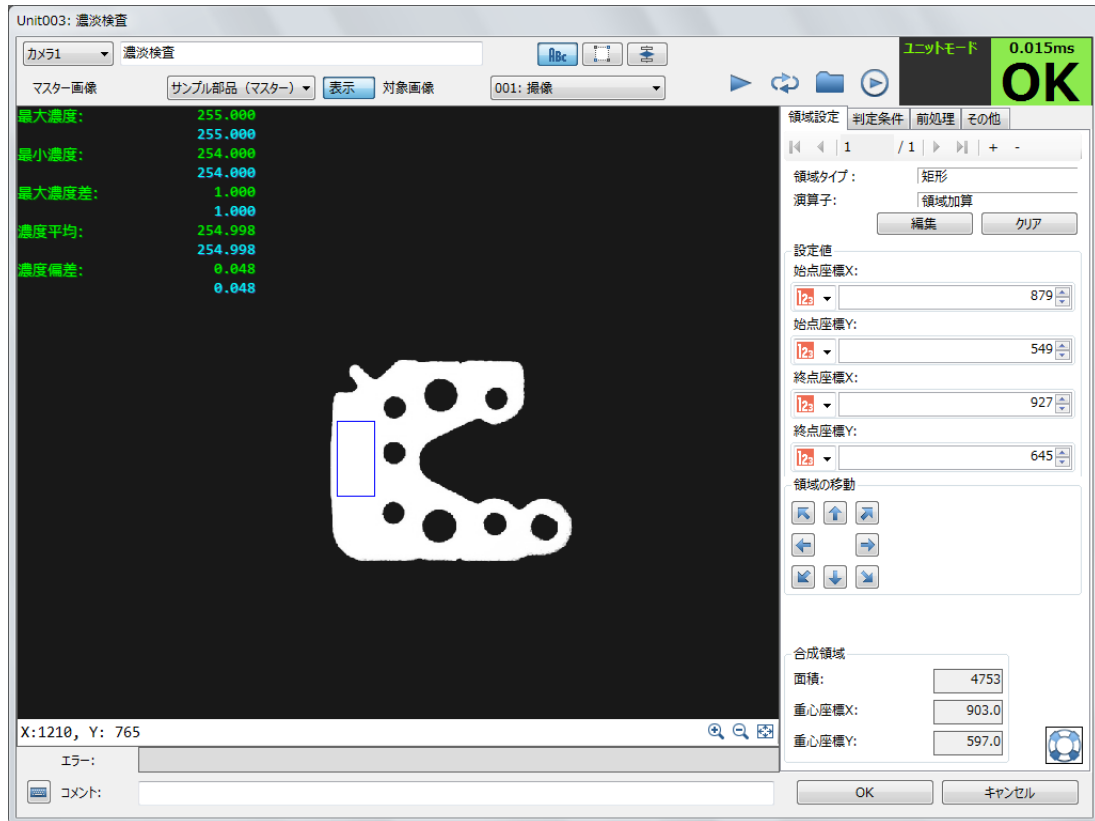 Unit003: 濃淡検査
カメラ1 濃淡検査 ABC ユニットモード 0.015ms
OK
マスター画像 サンプル部品（マスター） 表示 対象画像 001: 撮像
最大濃度: 255.000
255.000
最小濃度: 254.000
254.000
最大濃度差: 1.000
1.000
濃度平均: 254.998
254.998
濃度偏差: 0.048
0.048
領域設定 判定条件 前処理 その他
1 / 1 + -
領域タイプ: 矩形
演算子: 領域加算
編集 クリア
設定値
始点座標X:
123 879
始点座標Y:
123 549
終点座標X:
123 927
終点座標Y:
123 645
領域の移動
合成領域
面積: 4753
重心座標X: 903.0
重心座標Y: 597.0
X:1210, Y: 765
エラー:
コメント:
OK キャンセル